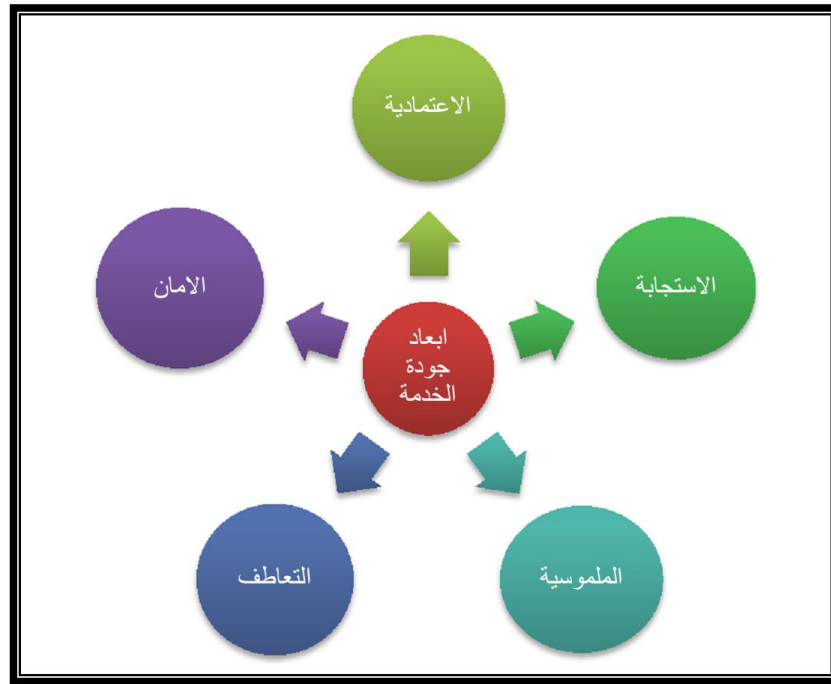 الاعتمادية
الامان
الاستجابة
ابعاد
جودة
الخدمة
التعاطف
الملموسية